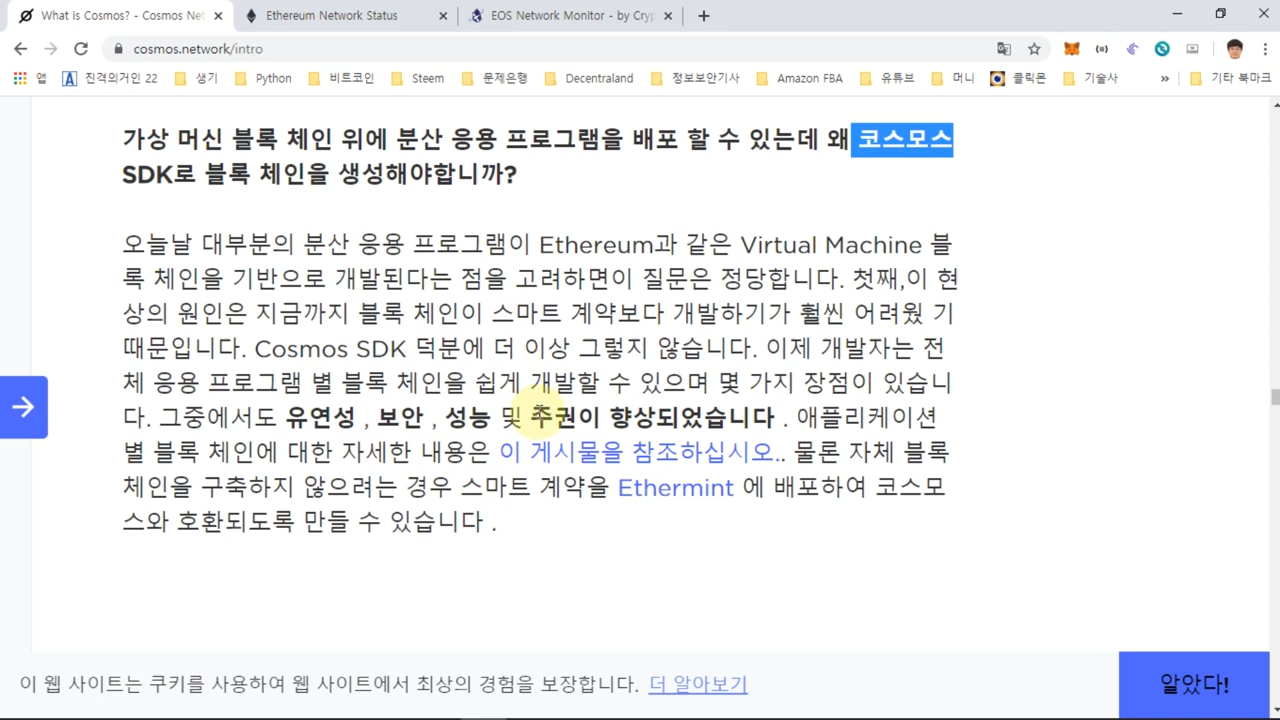 What is Cosmos? - Cosmos Net
Ethereum Network Status
EOS Network Monitor - by Cryp
cosmos.network/intro
앱
진격의거인 22
생기
Python
비트코인
Steem
문제은행
Decentraland
정보보안기사
Amazon FBA
유튜브
머니
클릭몬
기술사
»
기타 북마크
가상 머신 블록 체인 위에 분산 응용 프로그램을 배포 할 수 있는데 왜 코스모스
SDK로 블록 체인을 생성해야합니까?
오늘날 대부분의 분산 응용 프로그램이 Ethereum과 같은 Virtual Machine 블
록 체인을 기반으로 개발된다는 점을 고려하면이 질문은 정당합니다. 첫째,이 현
상의 원인은 지금까지 블록 체인이 스마트 계약보다 개발하기가 훨씬 어려웠 기
때문입니다. Cosmos SDK 덕분에 더 이상 그렇지 않습니다. 이제 개발자는 전
체 응용 프로그램 별 블록 체인을 쉽게 개발할 수 있으며 몇 가지 장점이 있습니
다. 그중에서도 유연성 , 보안 , 성능 및 주권이 향상되었습니다 . 애플리케이션
별 블록 체인에 대한 자세한 내용은 이 게시물을 참조하십시오.. 물론 자체 블록
체인을 구축하지 않으려는 경우 스마트 계약을 Ethermint 에 배포하여 코스모
스와 호환되도록 만들 수 있습니다 .
이 웹 사이트는 쿠키를 사용하여 웹 사이트에서 최상의 경험을 보장합니다. 더 알아보기
알았다!